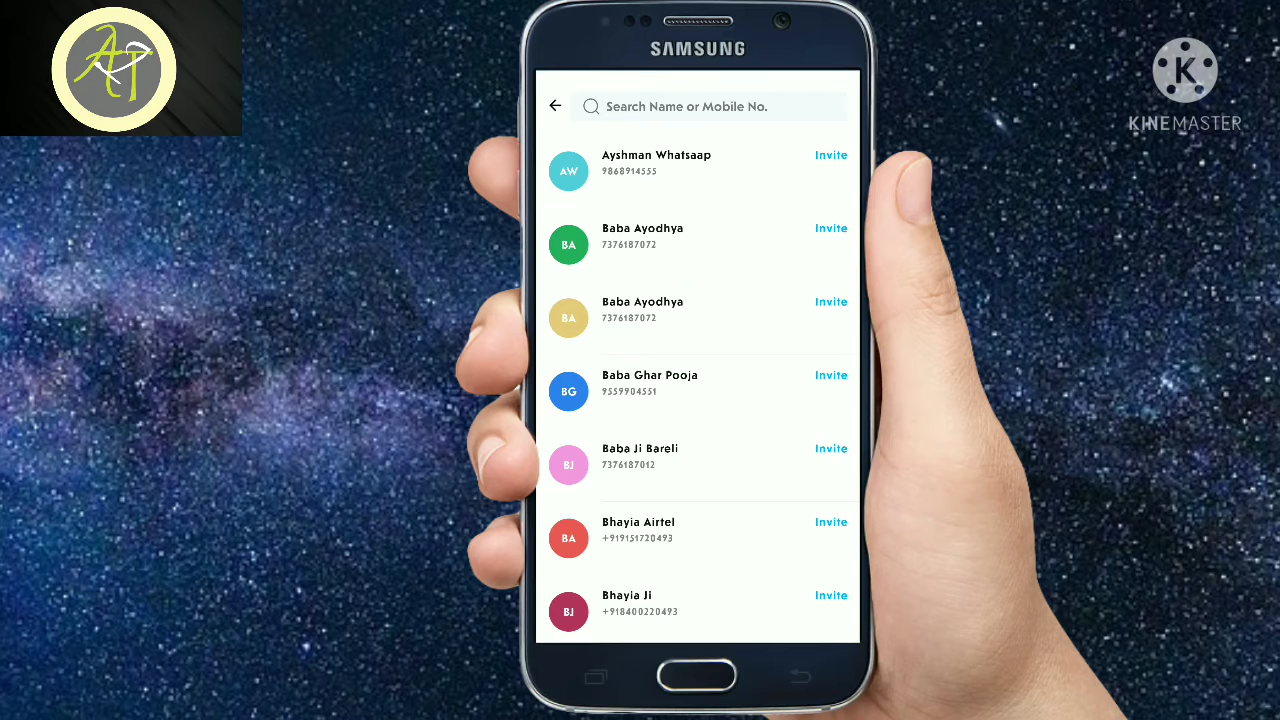 AT
K
KINEMASTER
SAMSUNG
Search Name or Mobile No.
AW
Ayshman Whatsaap
9868914555
Invite
BA
Baba Ayodhya
7376187072
Invite
BA
Baba Ayodhya
7376187072
Invite
BG
Baba Ghar Pooja
9559904551
Invite
BJ
Baba Ji Bareli
7376187012
Invite
BA
Bhayia Airtel
+919151720493
Invite
BJ
Bhayia Ji
+918400220493
Invite